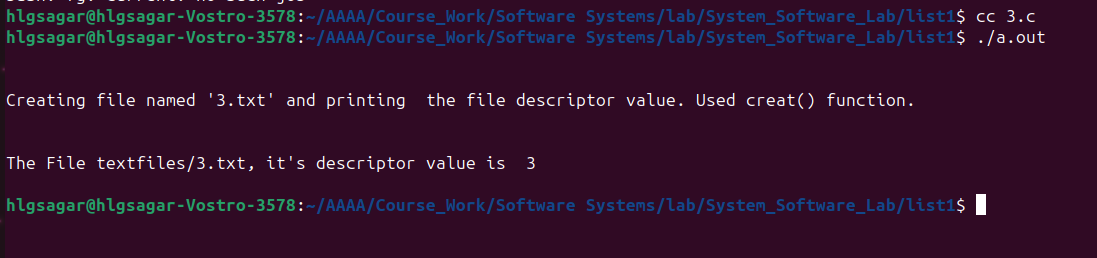 hlgsagar@hlgsagar-Vostro-3578:~/AAAA/Course_Work/Software Systems/lab/System_Software_Lab/list1$ cc 3.c
hlgsagar@hlgsagar-Vostro-3578:~/AAAA/Course_Work/Software Systems/lab/System_Software_Lab/list1$ ./a.out
Creating file named '3.txt' and printing  the file descriptor value. Used creat() function.
The File textfiles/3.txt, it's descriptor value is  3
hlgsagar@hlgsagar-Vostro-3578:~/AAAA/Course_Work/Software Systems/lab/System_Software_Lab/list1$